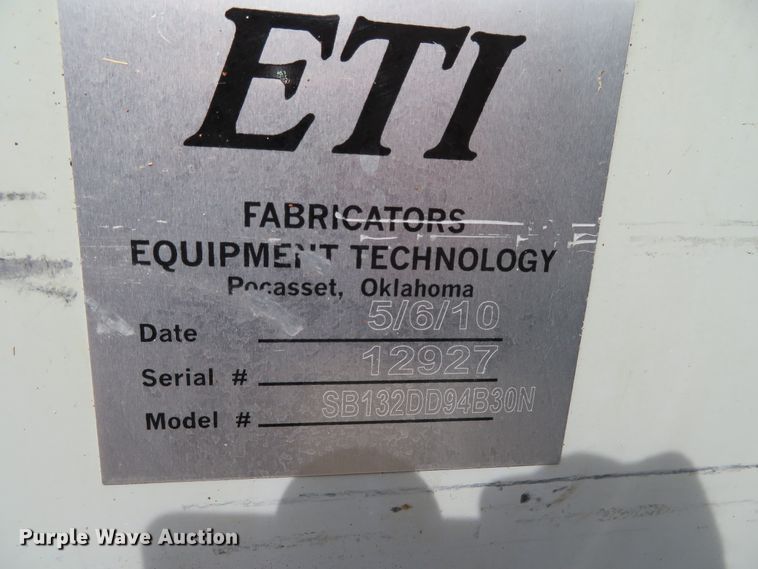 ETI
FABRICATORS
EQUIPMENT TECHNOLOGY
Pocasset, Oklahoma
Date 5/6/10
Serial # 12927
Model # SB132DD94B30N
Purple Wave Auction